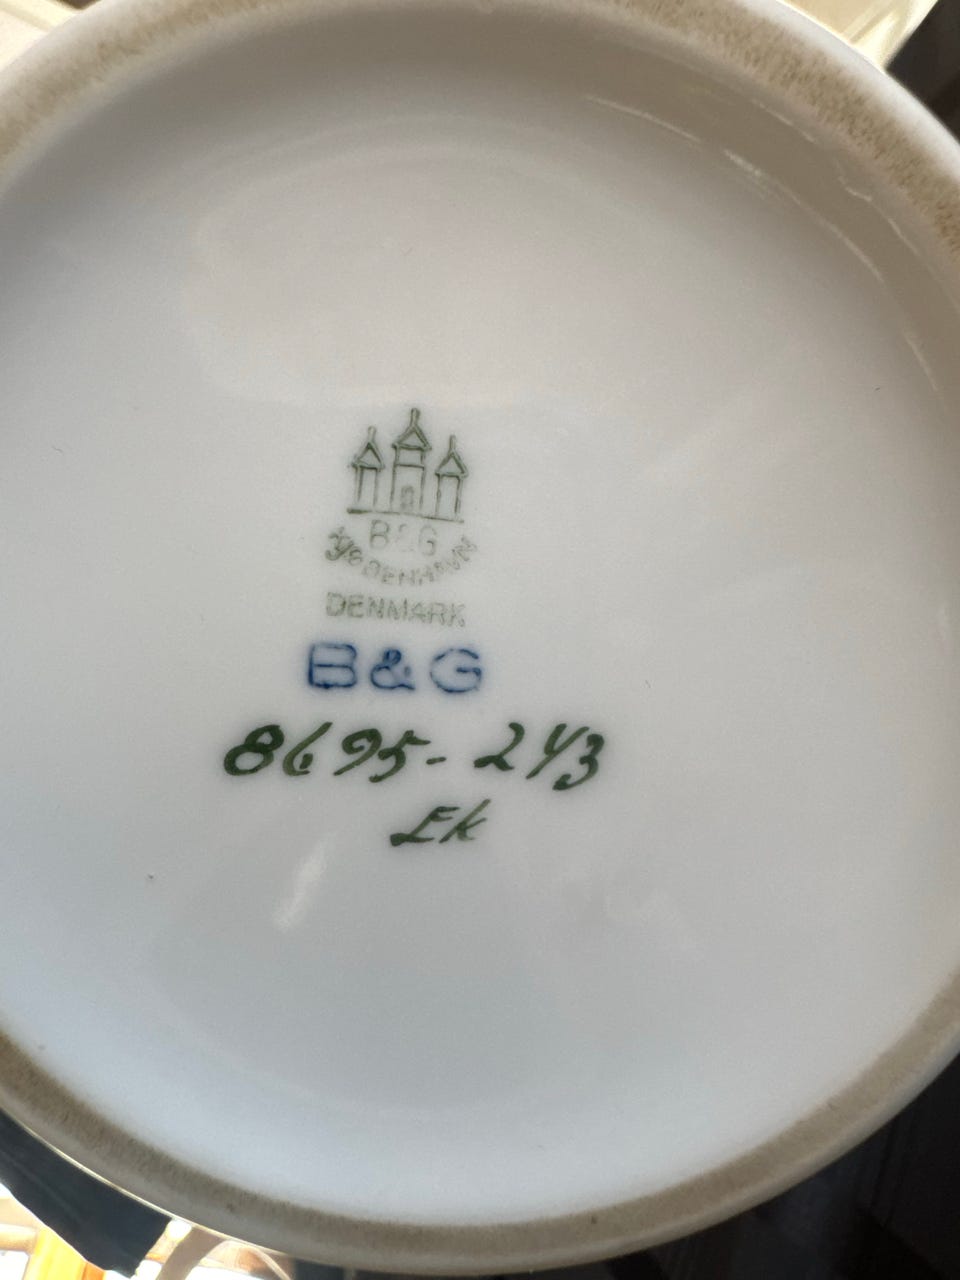 B&G
KJØBENHAVN
DENMARK
B&G
8695-243
EK